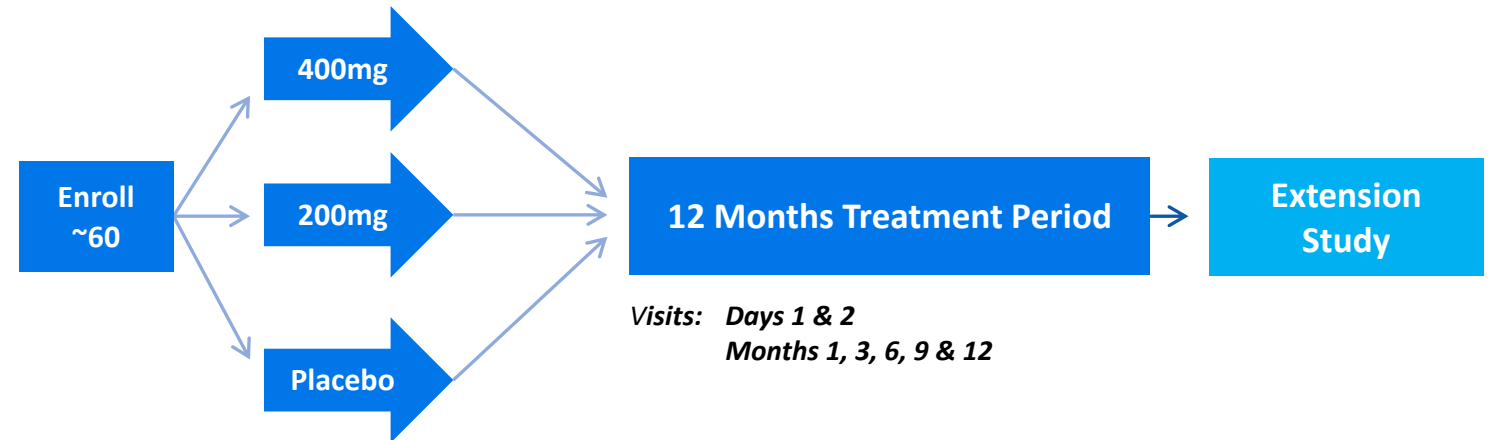 Enroll
~60
400mg
200mg
Placebo
12 Months Treatment Period
Extension
Study
Visits: Days 1 & 2
Months 1, 3, 6, 9 & 12